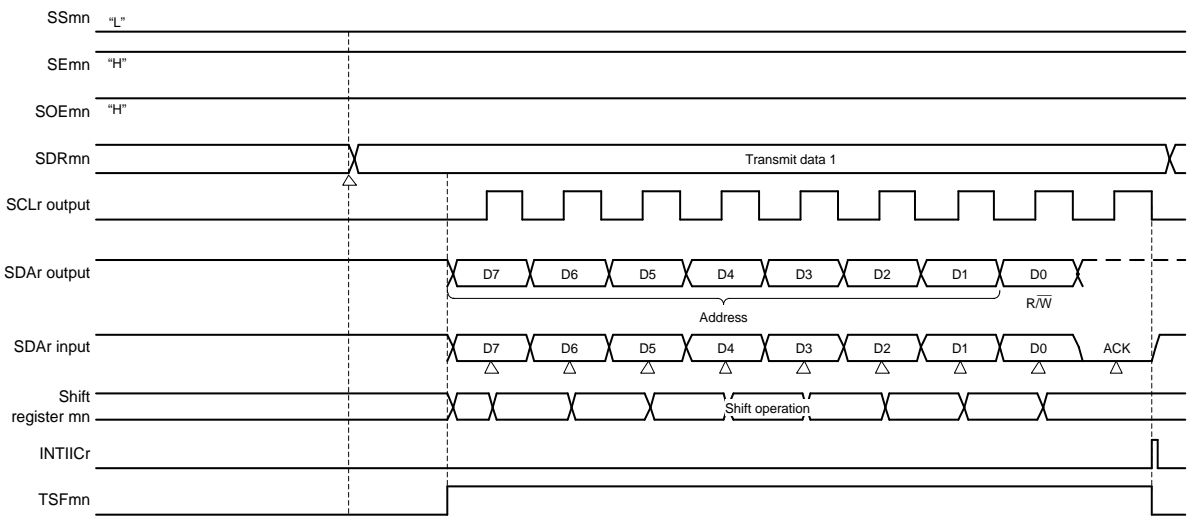 SSmn "L"
SEmn "H"
SOEmn "H"
SDRmn Transmit data 1
SCLr output
SDAr output D7 D6 D5 D4 D3 D2 D1 D0
Address R/W̅
SDAr input D7 D6 D5 D4 D3 D2 D1 D0 ACK
Shift
register mn Shift operation
INTIICr
TSFmn